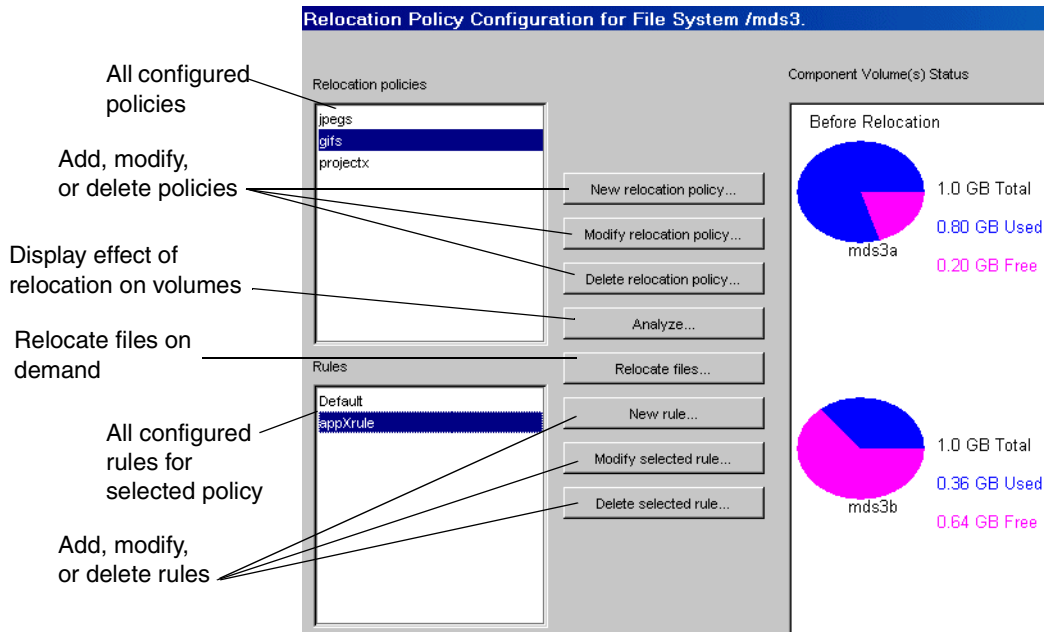 Relocation Policy Configuration for File System /mds3.
All configured
policies
Add, modify,
or delete policies
Display effect of
relocation on volumes
Relocate files on
demand
All configured
rules for
selected policy
Add, modify,
or delete rules
Relocation policies
jpegs
gifs
projectx
Rules
Default
appXrule
New relocation policy...
Modify relocation policy...
Delete relocation policy...
Analyze...
Relocate files...
New rule...
Modify selected rule...
Delete selected rule...
Component Volume(s) Status
Before Relocation
1.0 GB Total
0.80 GB Used
0.20 GB Free
mds3a
1.0 GB Total
0.36 GB Used
0.64 GB Free
mds3b